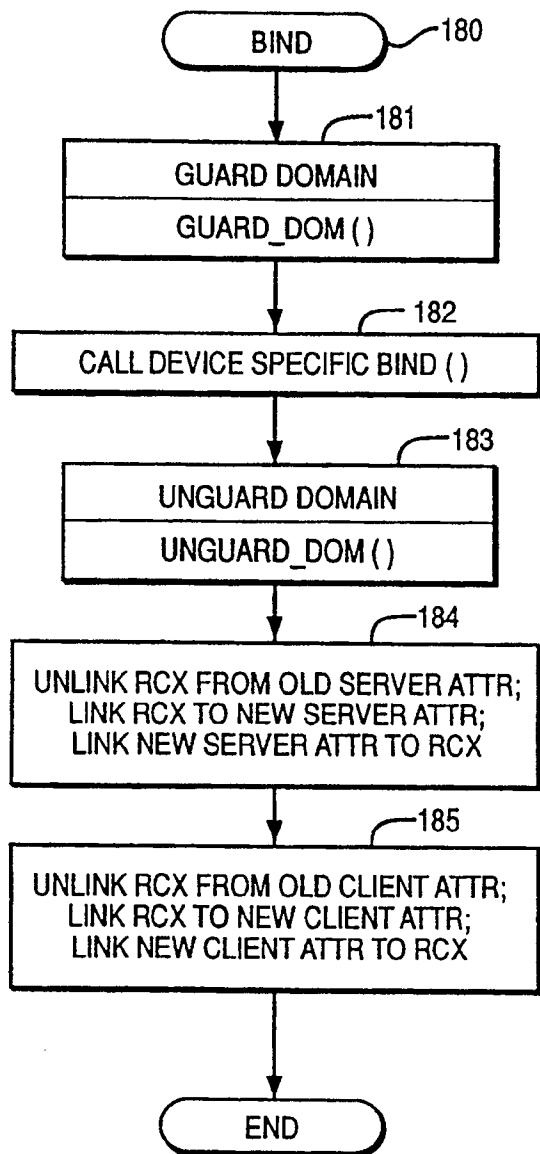 BIND
180
181
GUARD DOMAIN
GUARD_DOM ( )
182
CALL DEVICE SPECIFIC BIND ( )
183
UNGUARD DOMAIN
UNGUARD_DOM ( )
184
UNLINK RCX FROM OLD SERVER ATTR;
LINK RCX TO NEW SERVER ATTR;
LINK NEW SERVER ATTR TO RCX
185
UNLINK RCX FROM OLD CLIENT ATTR;
LINK RCX TO NEW CLIENT ATTR;
LINK NEW CLIENT ATTR TO RCX
END